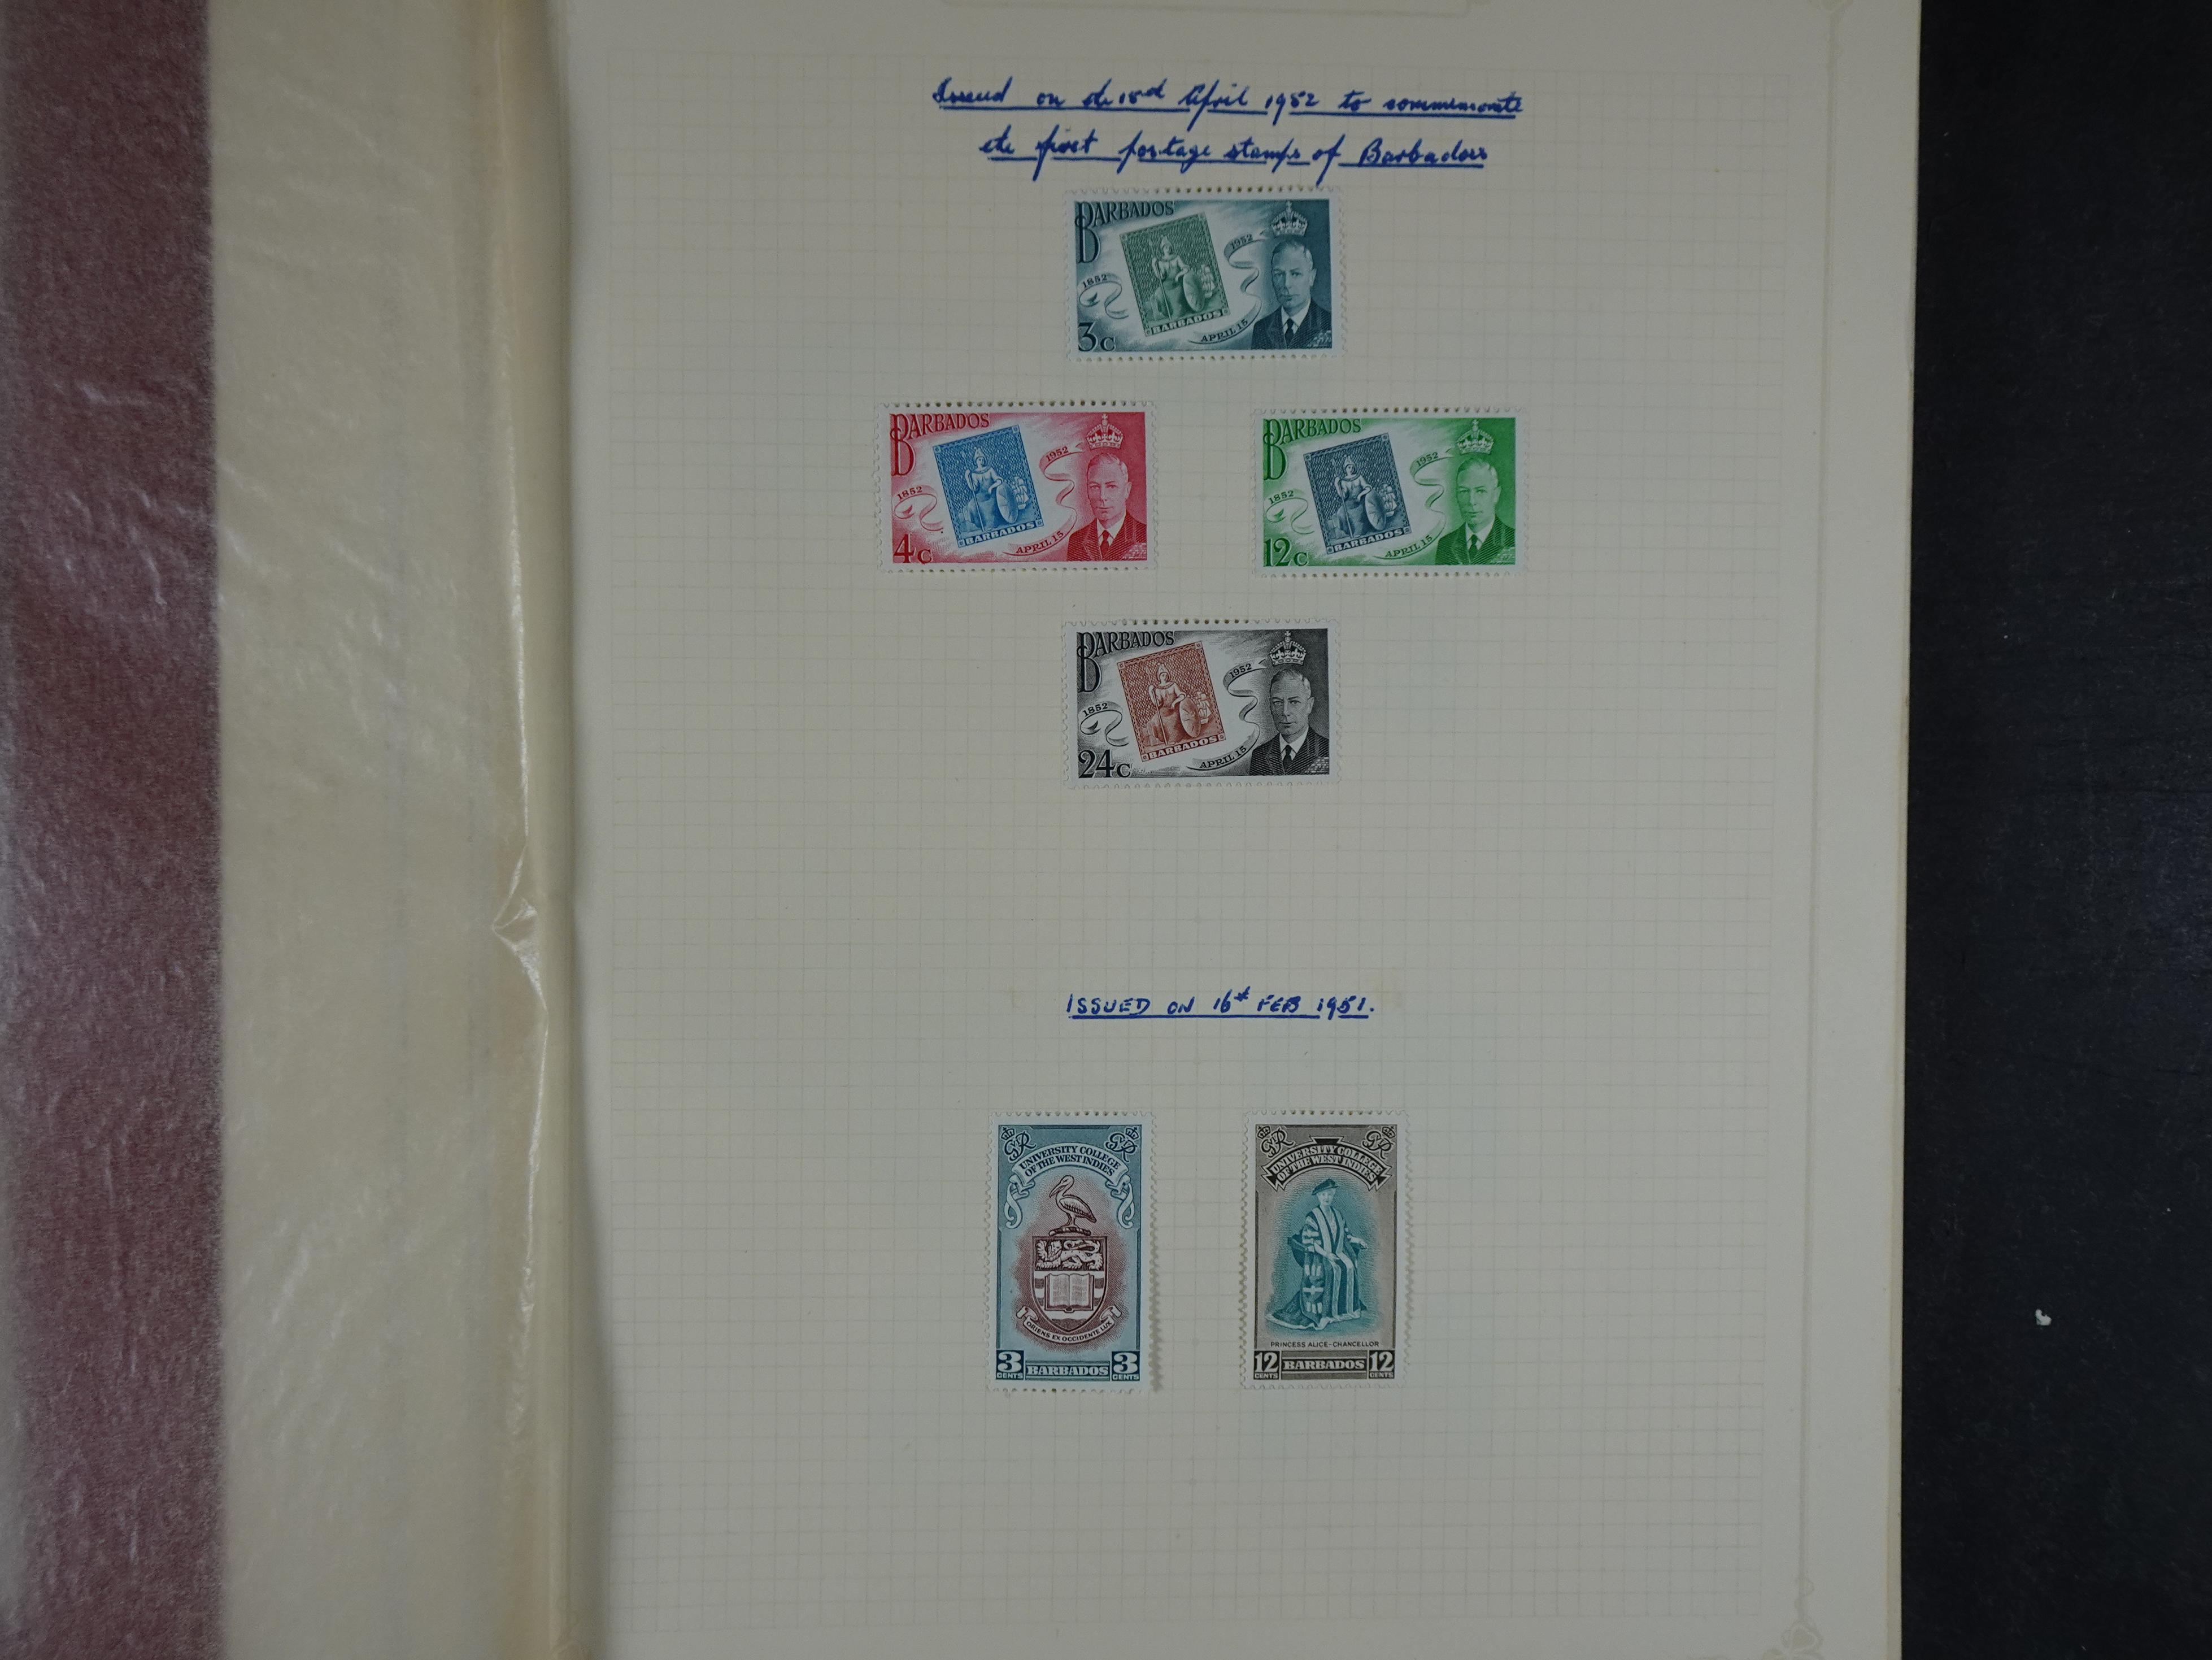 Issued on the 15th April 1952 to commemorate
the first postage stamps of Barbados
BARBADOS
1852
1952
BARBADOS
APRIL 15
3c
BARBADOS
1852
1952
BARBADOS
APRIL 15
4c
BARBADOS
1852
1952
BARBADOS
APRIL 15
12c
BARBADOS
1852
1952
BARBADOS
APRIL 15
24c
ISSUED ON 16th FEB 1951.
GR GR
UNIVERSITY COLLEGE
OF THE WEST INDIES
ORIENS EX OCCIDENTE LUX
3 BARBADOS 3
CENTS CENTS
GR GR
UNIVERSITY COLLEGE
OF THE WEST INDIES
PRINCESS ALICE-CHANCELLOR
12 BARBADOS 12
CENTS CENTS